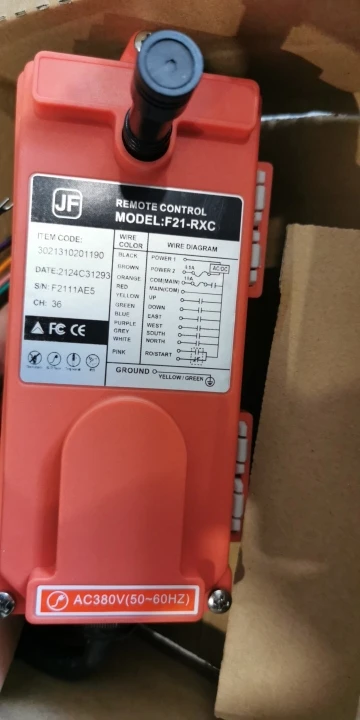 JF
REMOTE CONTROL
MODEL:F21-RXC
ITEM CODE:
3021310201190
DATE:2124C31293
S/N: F2111AE5
CH: 36
FC CE
WIRE COLOR
WIRE DIAGRAM
BLACK POWER 1
BROWN POWER 2 AC/DC
ORANGE COM(MAIN)
RED MAIN(COM)
YELLOW UP
GREEN DOWN
BLUE EAST
PURPLE WEST
GREY SOUTH
WHITE NORTH
PINK RO/START
GROUND
YELLOW/GREEN
AC380V(50~60HZ)